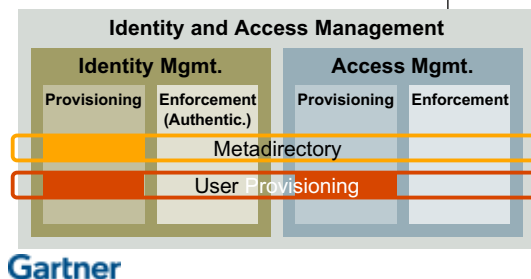 Identity and Access Management
Identity Mgmt. Access Mgmt.
Provisioning Enforcement Provisioning Enforcement
(Authentic.)
Metadirectory
User Provisioning
Gartner